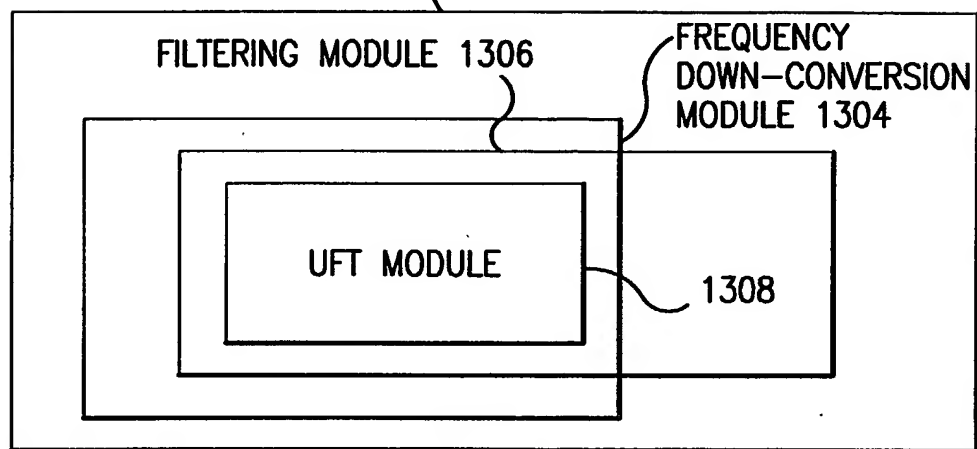 FILTERING MODULE 1306
FREQUENCY
DOWN-CONVERSION
MODULE 1304
UFT MODULE
1308